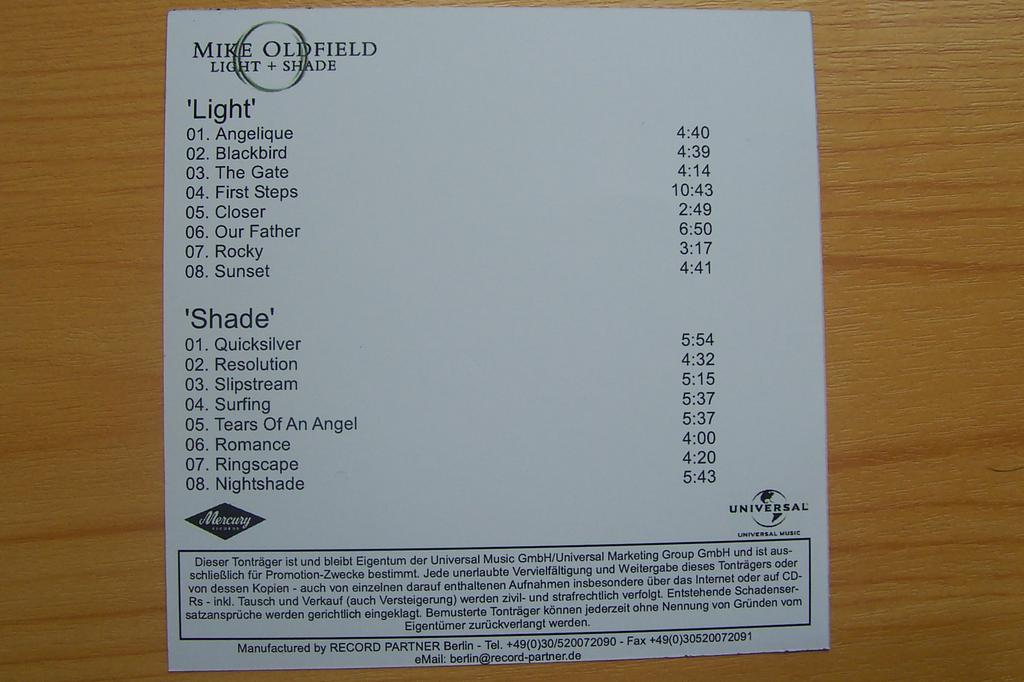 MIKE OLDFIELD
LIGHT + SHADE
'Light'
01. Angelique 4:40
02. Blackbird 4:39
03. The Gate 4:14
04. First Steps 10:43
05. Closer 2:49
06. Our Father 6:50
07. Rocky 3:17
08. Sunset 4:41
'Shade'
01. Quicksilver 5:54
02. Resolution 4:32
03. Slipstream 5:15
04. Surfing 5:37
05. Tears Of An Angel 5:37
06. Romance 4:00
07. Ringscape 4:20
08. Nightshade 5:43
Mercury
RECORDS
UNIVERSAL
UNIVERSAL MUSIC
Dieser Tonträger ist und bleibt Eigentum der Universal Music GmbH/Universal Marketing Group GmbH und ist aus-
schließlich für Promotion-Zwecke bestimmt. Jede unerlaubte Vervielfältigung und Weitergabe dieses Tonträgers oder
von dessen Kopien - auch von einzelnen darauf enthaltenen Aufnahmen insbesondere über das Internet oder auf CD-
Rs - inkl. Tausch und Verkauf (auch Versteigerung) werden zivil- und strafrechtlich verfolgt. Entstehende Schadenser-
satzansprüche werden gerichtlich eingeklagt. Bemusterte Tonträger können jederzeit ohne Nennung von Gründen vom
Eigentümer zurückverlangt werden.
Manufactured by RECORD PARTNER Berlin - Tel. +49(0)30/520072090 - Fax +49(0)30520072091
eMail: berlin@record-partner.de